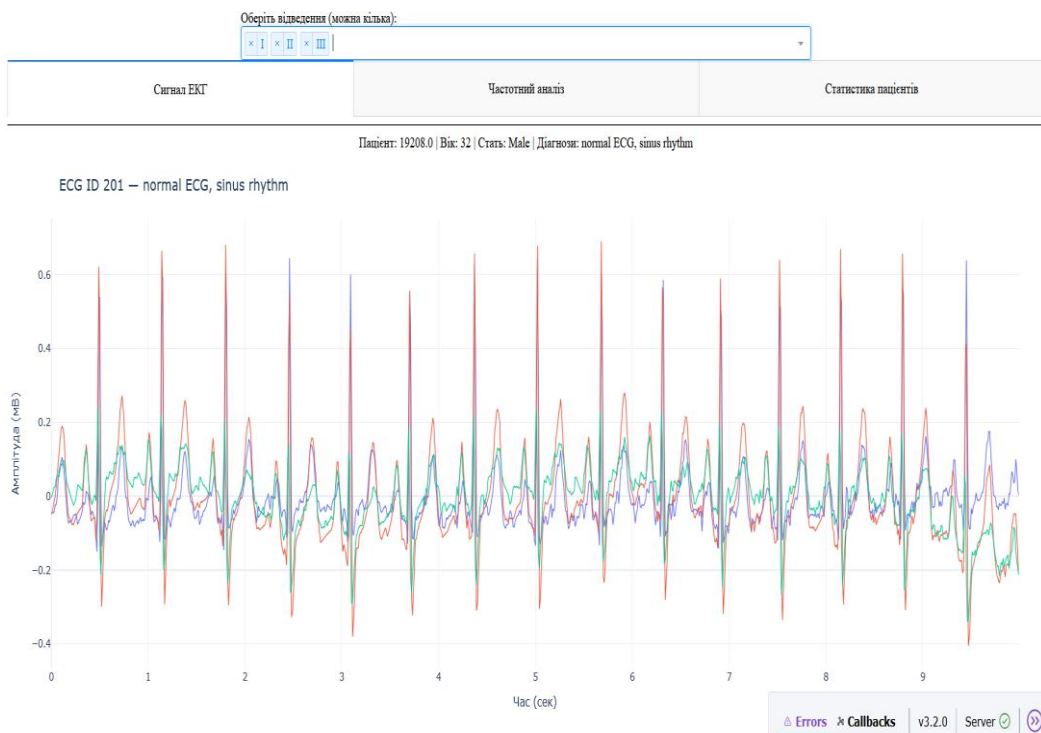 Оберіть відведення (можна кілька):
× I × II × III
Сигнал ЕКГ Частотний аналіз Статистика пацієнтів
Пацієнт: 19208.0 | Вік: 32 | Стать: Male | Діагнози: normal ECG, sinus rhythm
ECG ID 201 — normal ECG, sinus rhythm
Амплітуда (мВ)
0.6
0.4
0.2
0
−0.2
−0.4
0 1 2 3 4 5 6 7 8 9
Час (сек)
Errors Callbacks v3.2.0 Server